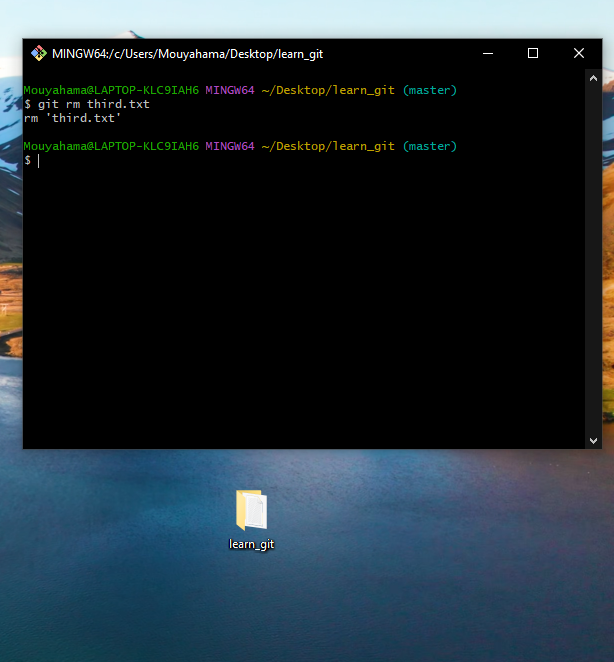 MINGW64:/c/Users/Mouyahama/Desktop/learn_git
Mouyahama@LAPTOP-KLC9IAH6 MINGW64 ~/Desktop/learn_git (master)
$ git rm third.txt
rm 'third.txt'
Mouyahama@LAPTOP-KLC9IAH6 MINGW64 ~/Desktop/learn_git (master)
$
learn_git